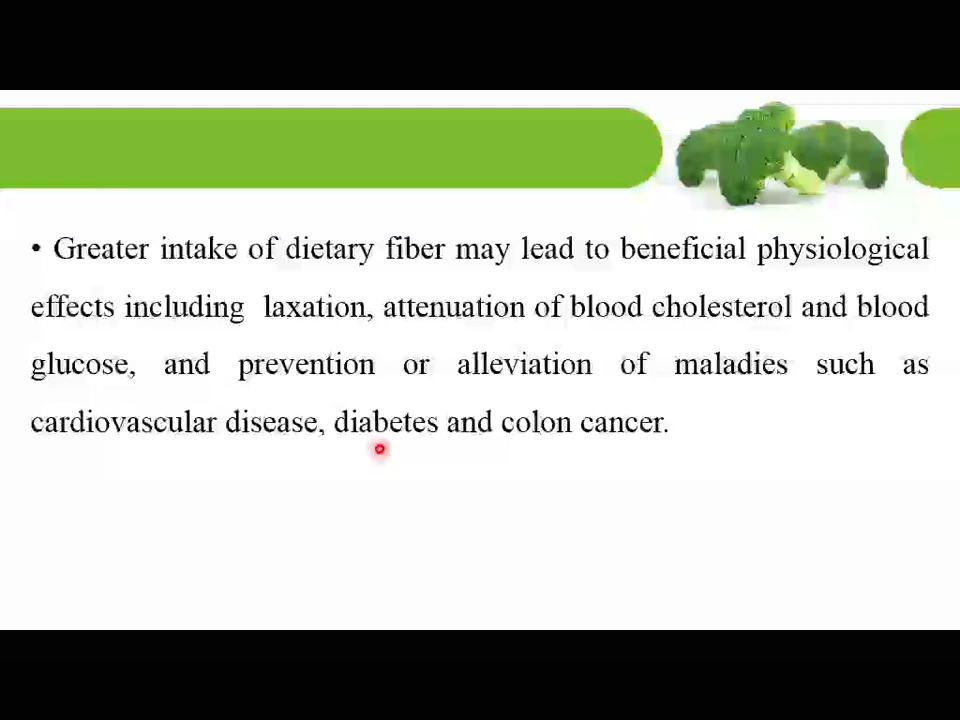 • Greater intake of dietary fiber may lead to beneficial physiological
effects including laxation, attenuation of blood cholesterol and blood
glucose, and prevention or alleviation of maladies such as
cardiovascular disease, diabetes and colon cancer.